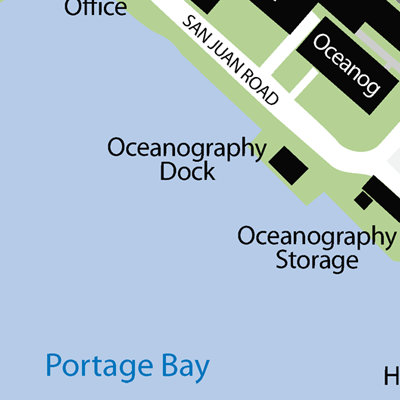 Office
SAN JUAN ROAD
Oceanog
Oceanography
Dock
Oceanography
Storage
Portage Bay
H